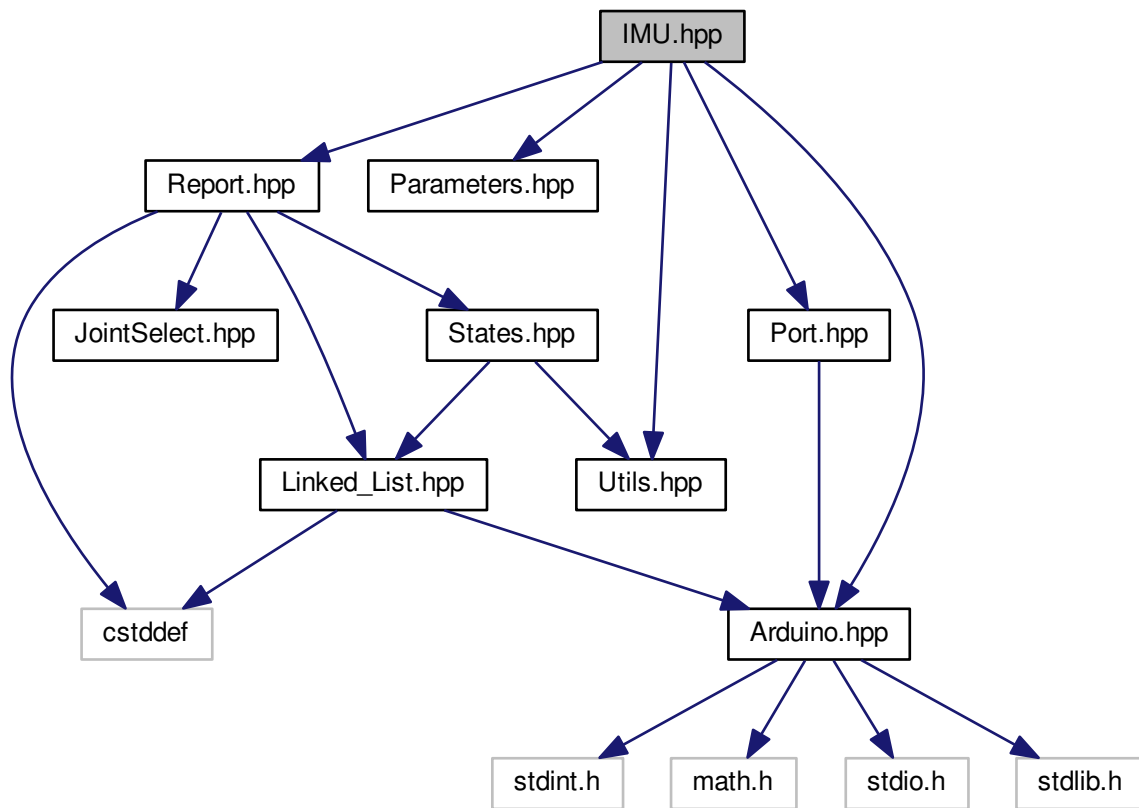 IMU.hpp
Report.hpp
Parameters.hpp
JointSelect.hpp
States.hpp
Port.hpp
Linked_List.hpp
Utils.hpp
cstddef
Arduino.hpp
stdint.h
math.h
stdio.h
stdlib.h